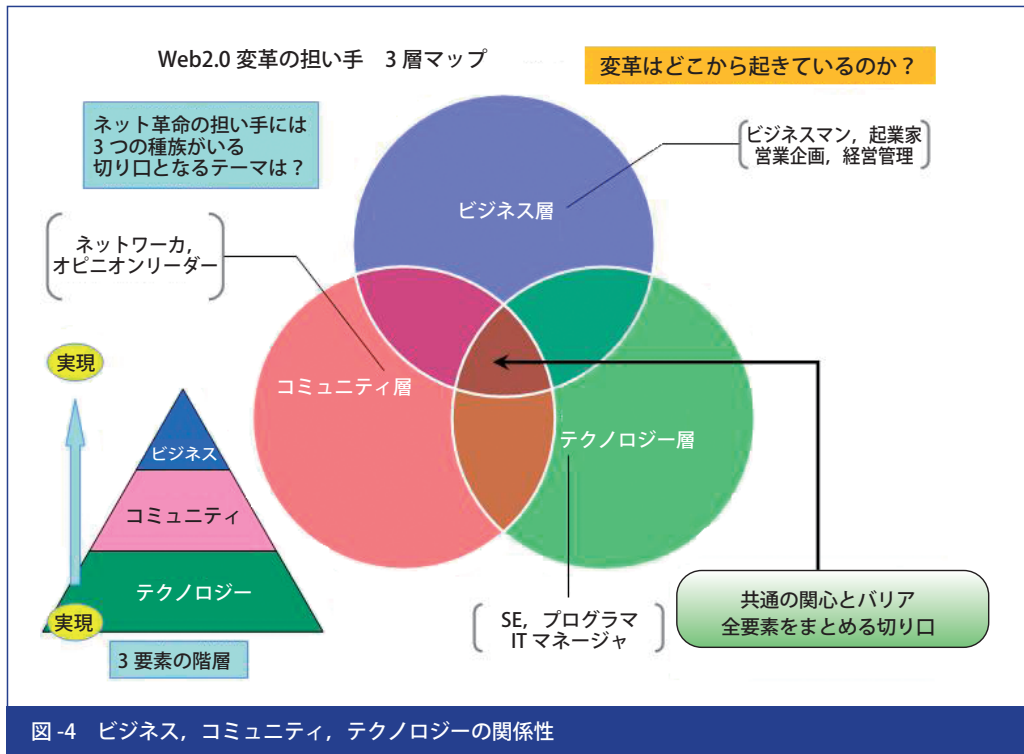 Web2.0 変革の担い手 3 層マップ
変革はどこから起きているのか?
ネット革命の担い手には
3 つの種族がいる
切り口となるテーマは?
ビジネスマン,起業家
営業企画,経営管理
ビジネス層
ネットワーカ,
オピニオンリーダー
コミュニティ層
テクノロジー層
実現
ビジネス
コミュニティ
テクノロジー
実現
3 要素の階層
SE,プログラマ
IT マネージャ
共通の関心とバリア
全要素をまとめる切り口
図 -4 ビジネス,コミュニティ,テクノロジーの関係性